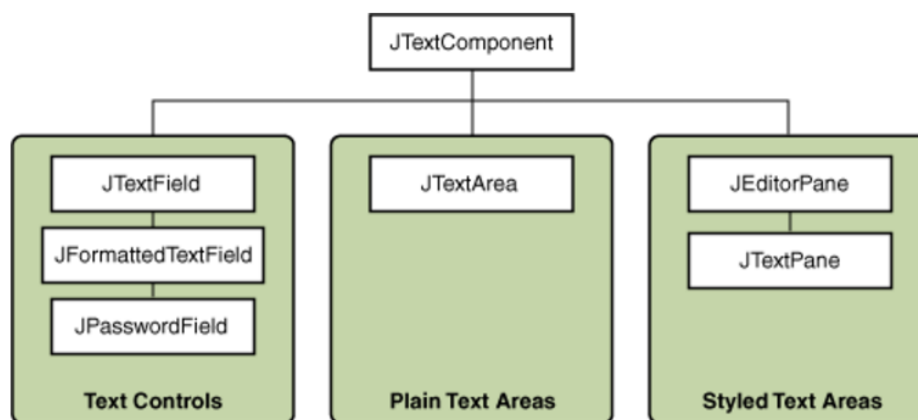 JTextComponent
JTextField
JFormattedTextField
JPasswordField
Text Controls
JTextArea
Plain Text Areas
JEditorPane
JTextPane
Styled Text Areas